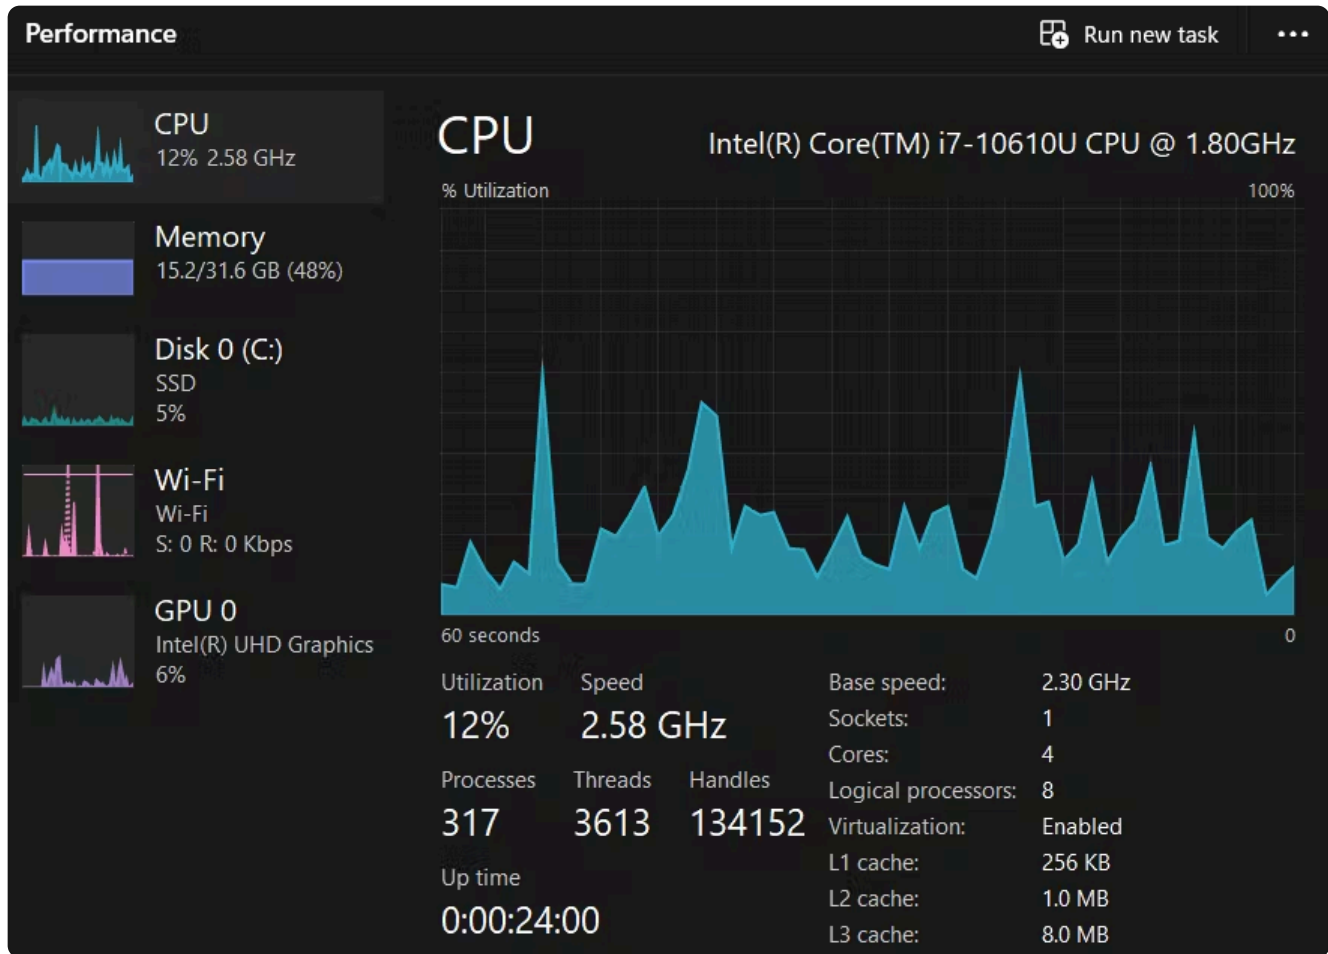 Performance
Run new task
CPU
12% 2.58 GHz
Memory
15.2/31.6 GB (48%)
Disk 0 (C:)
SSD
5%
Wi-Fi
Wi-Fi
S: 0 R: 0 Kbps
GPU 0
Intel(R) UHD Graphics
6%
CPU
Intel(R) Core(TM) i7-10610U CPU @ 1.80GHz
% Utilization
100%
60 seconds
0
Utilization Speed
12% 2.58 GHz
Processes Threads Handles
317 3613 134152
Up time
0:00:24:00
Base speed: 2.30 GHz
Sockets: 1
Cores: 4
Logical processors: 8
Virtualization: Enabled
L1 cache: 256 KB
L2 cache: 1.0 MB
L3 cache: 8.0 MB